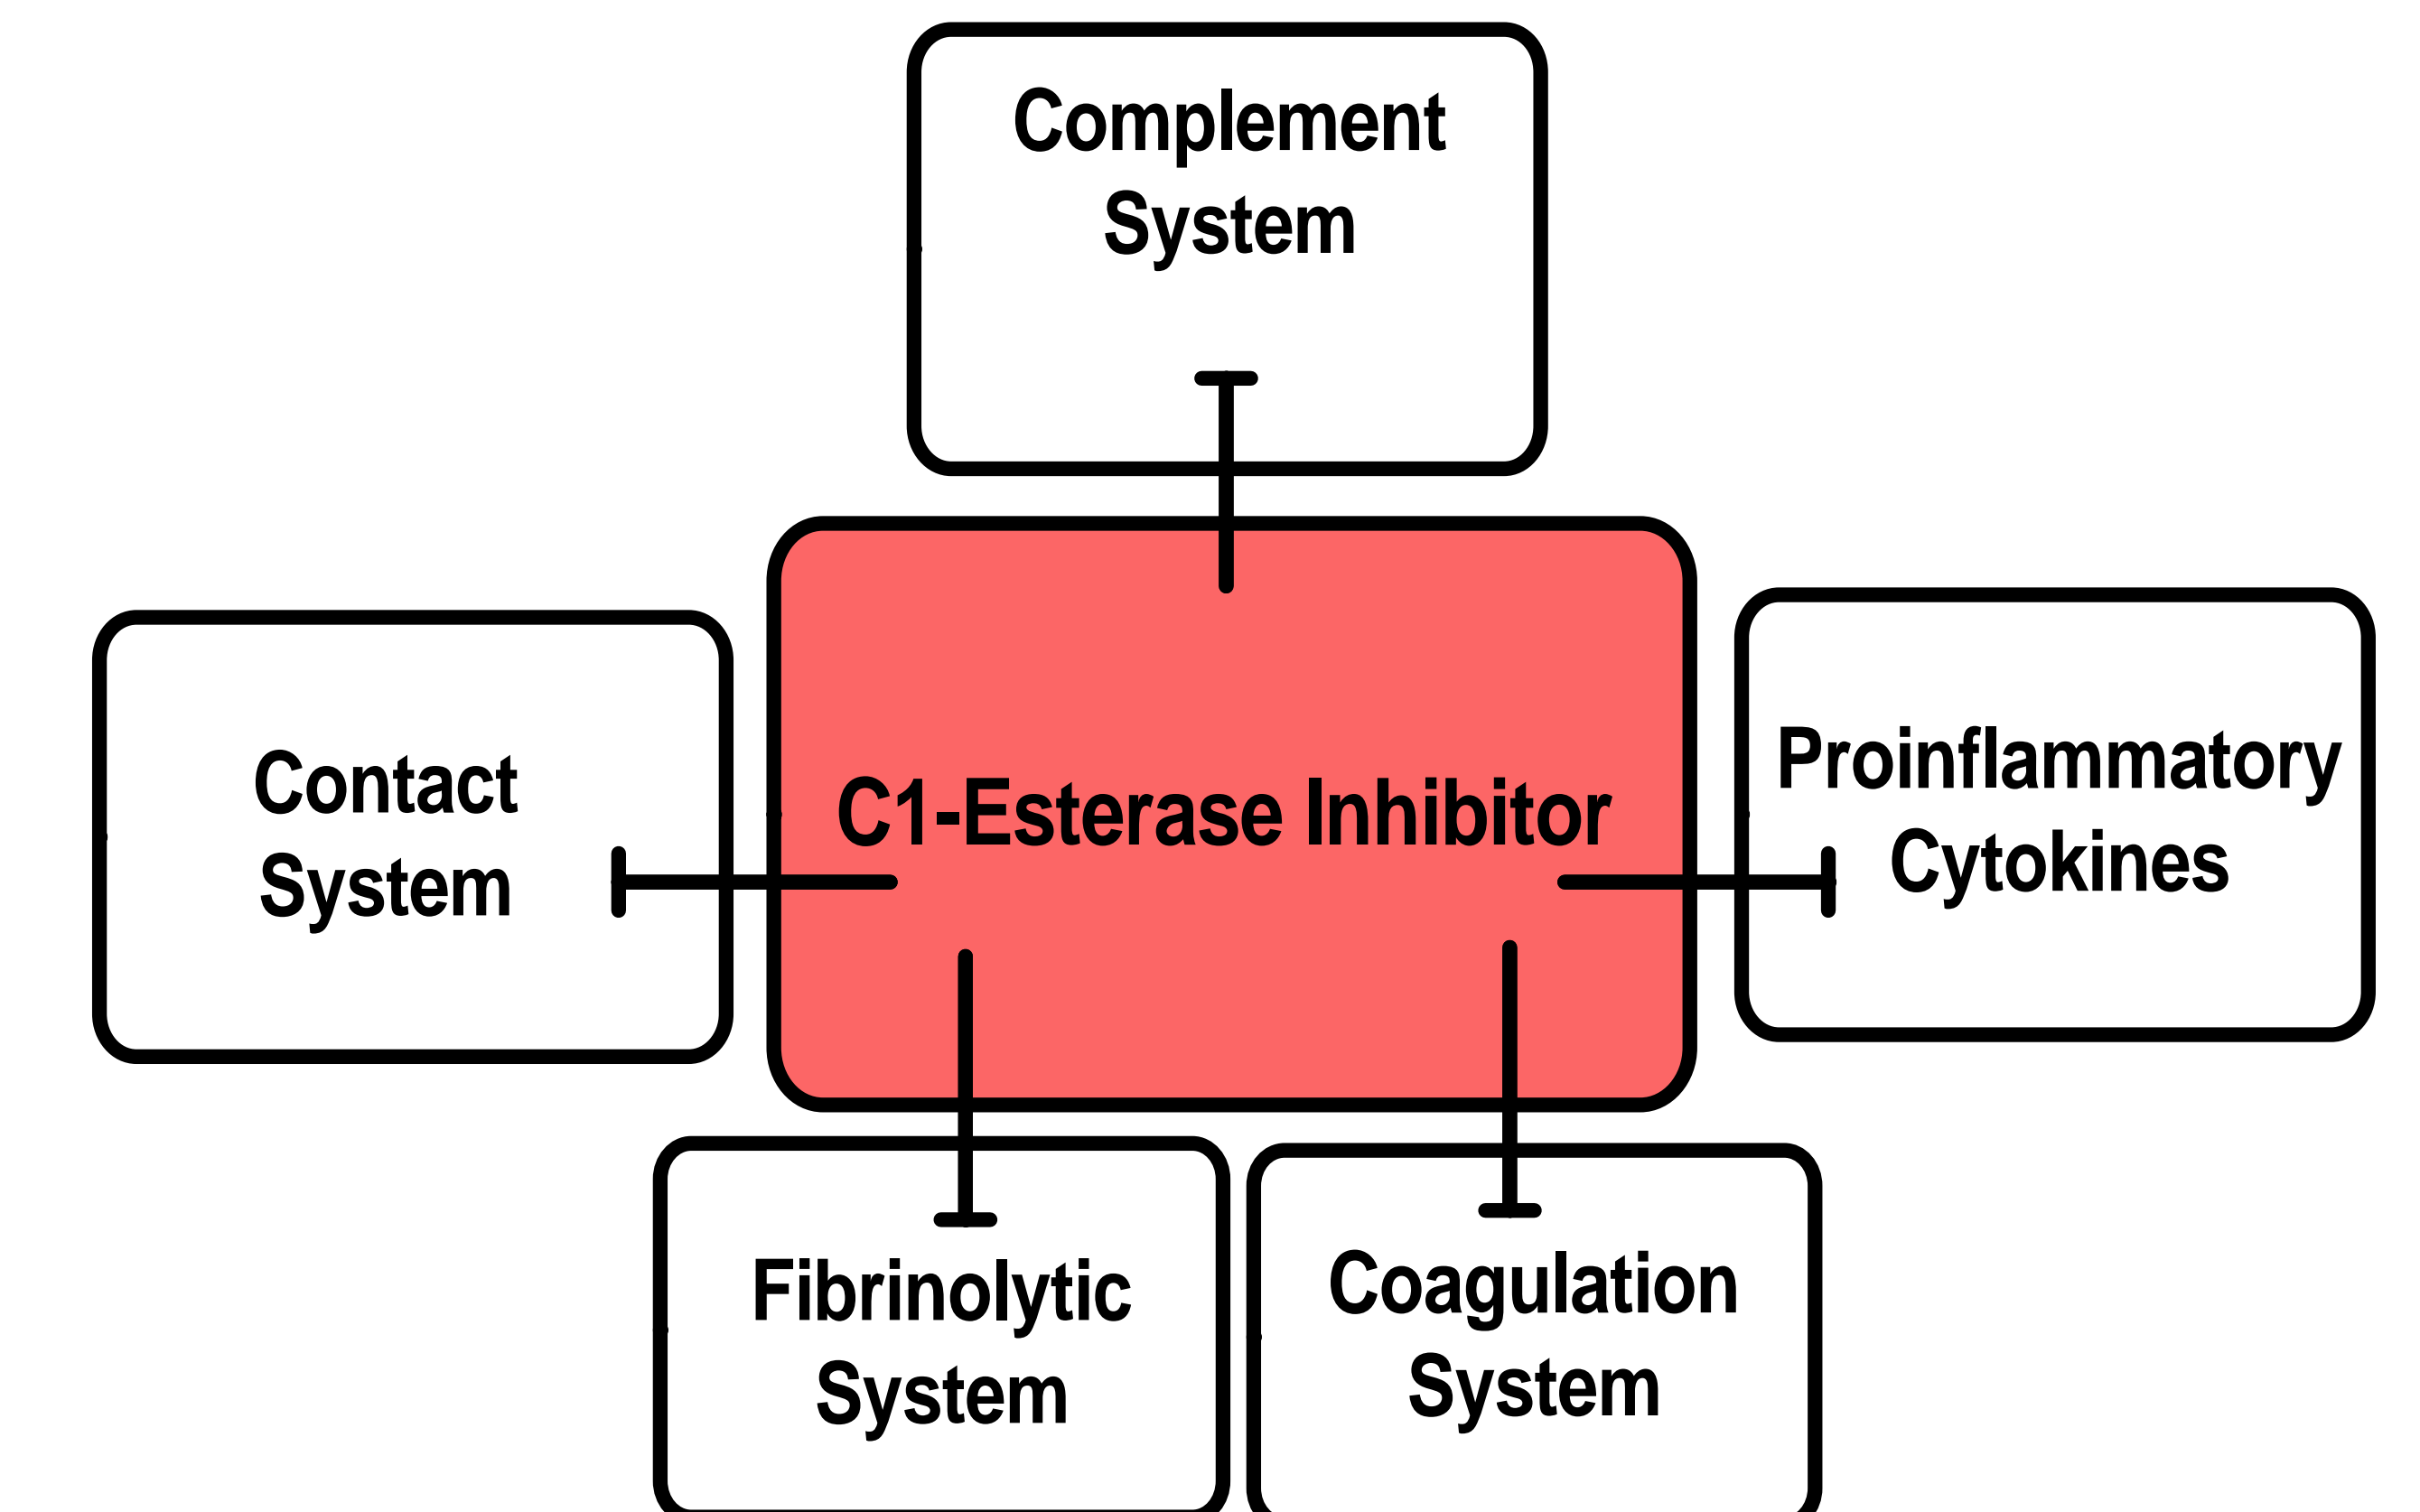 Complement
System
Contact
System
C1-Esterase Inhibitor
Proinflammatory
Cytokines
Fibrinolytic
System
Coagulation
System